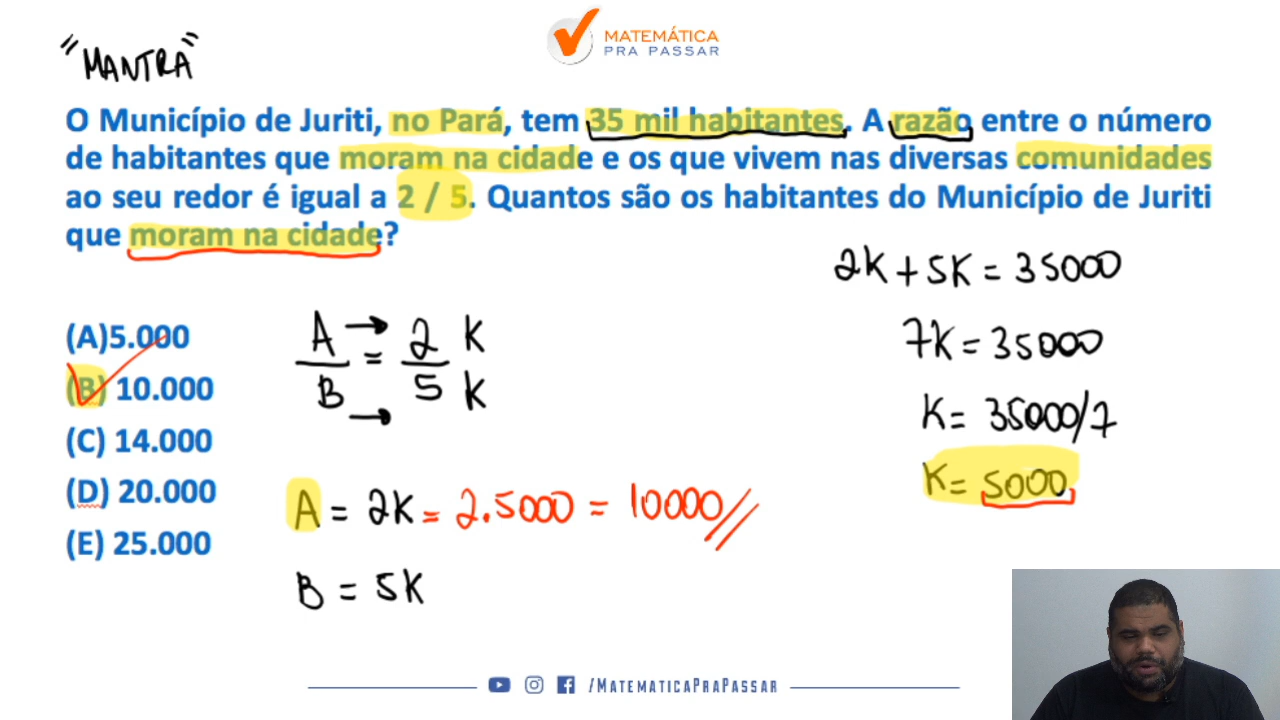 "MANTRA"
MATEMÁTICA
PRA PASSAR
O Município de Juriti, no Pará, tem 35 mil habitantes. A razão entre o número
de habitantes que moram na cidade e os que vivem nas diversas comunidades
ao seu redor é igual a 2 / 5. Quantos são os habitantes do Município de Juriti
que moram na cidade?
(A)5.000
(B) 10.000
(C) 14.000
(D) 20.000
(E) 25.000
A → = 2 K
B → 5 K
A = 2K = 2.5000 = 10000//
B = 5K
2K + 5K = 35000
7K = 35000
K = 35000/7
K = 5000
/MATEMATICAPRAPASSAR